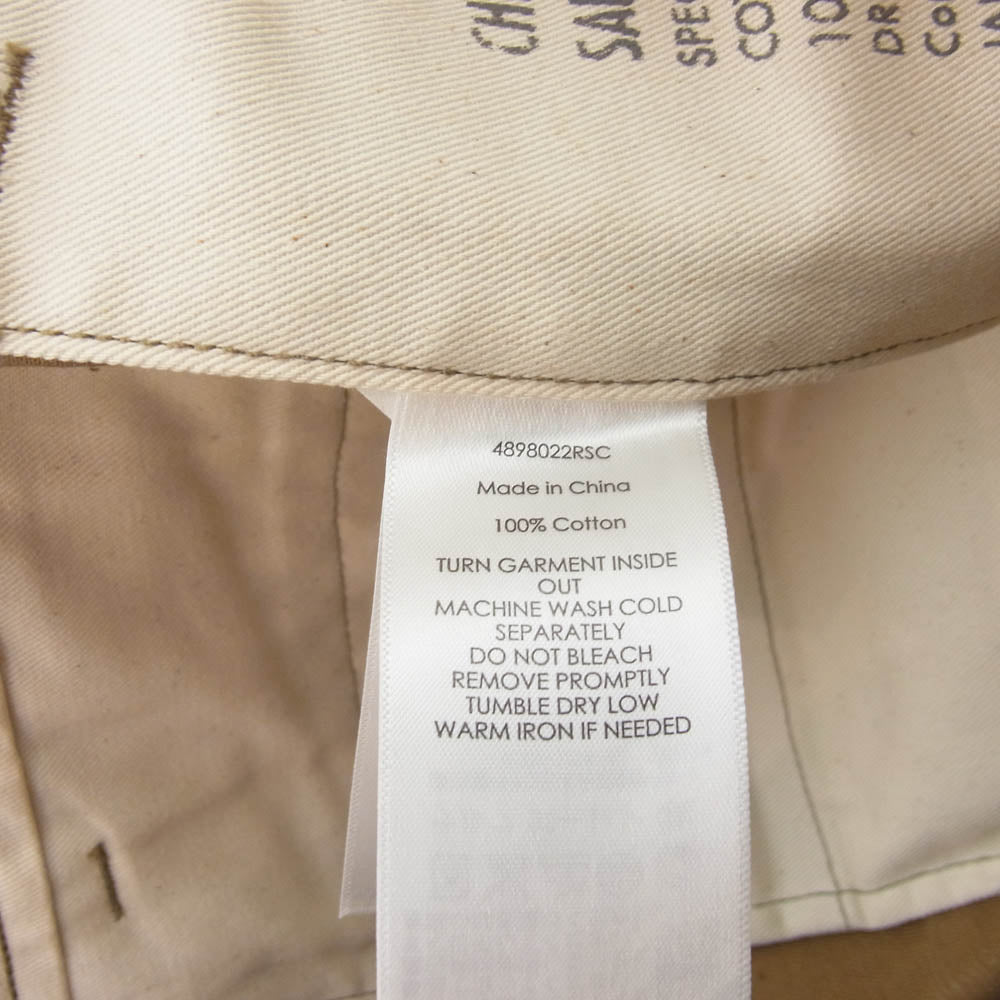 4898022RSC
Made in China
100% Cotton
TURN GARMENT INSIDE
OUT
MACHINE WASH COLD
SEPARATELY
DO NOT BLEACH
REMOVE PROMPTLY
TUMBLE DRY LOW
WARM IRON IF NEEDED